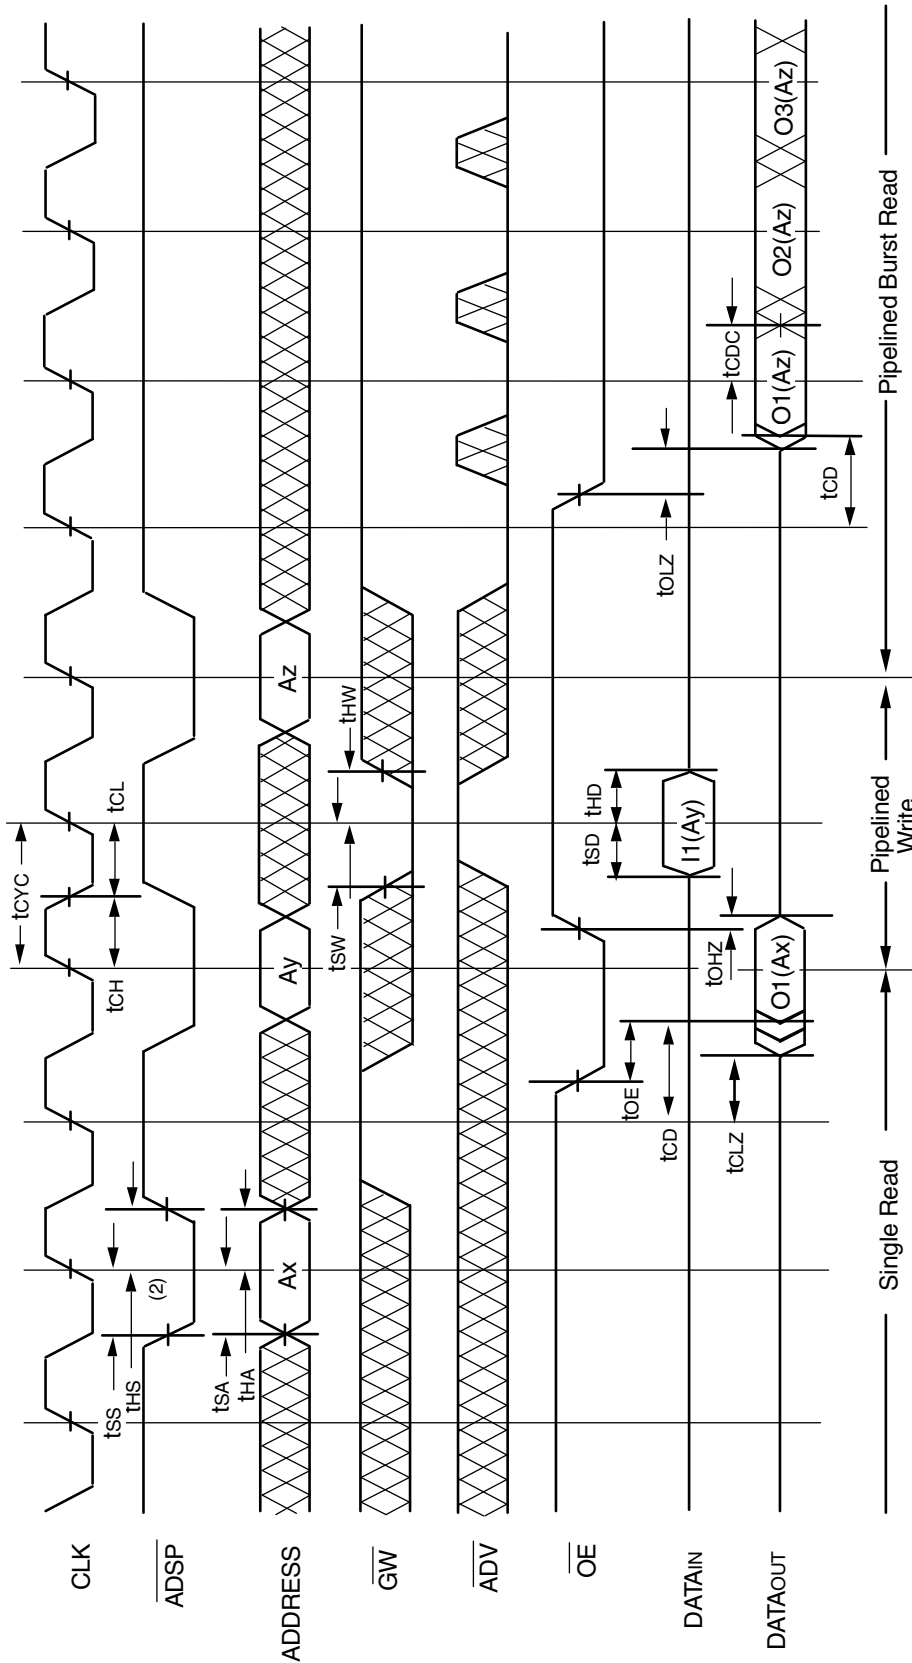 CLK
tCYC
tCH
tCL
tSS
tHS
(2)
ADSP
tSA
tHA
ADDRESS
Ax
Ay
Az
tSW
tHW
GW
ADV
OE
tOE
tOHZ
tOLZ
tSD
tHD
DATAIN
I1(Ay)
tCD
tCLZ
tCDC
DATAOUT
O1(Ax)
O1(Az)
O2(Az)
O3(Az)
tCD
Single Read
Pipelined
Write
Pipelined Burst Read